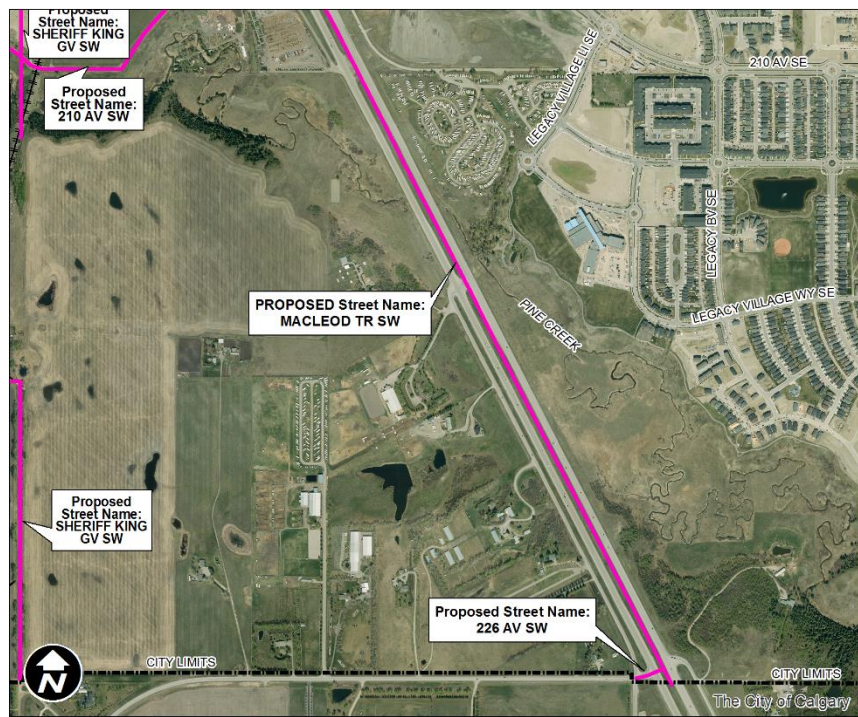 Proposed
Street Name:
SHERIFF KING
GV SW
Proposed
Street Name:
210 AV SW
LEGACY VILLAGE LI SE
210 AV SE
LEGACY BV SE
PROPOSED Street Name:
MACLEOD TR SW
PINE CREEK
LEGACY VILLAGE WY SE
Proposed
Street Name:
SHERIFF KING
GV SW
Proposed Street Name:
226 AV SW
N
CITY LIMITS
CITY LIMITS
The City of Calgary